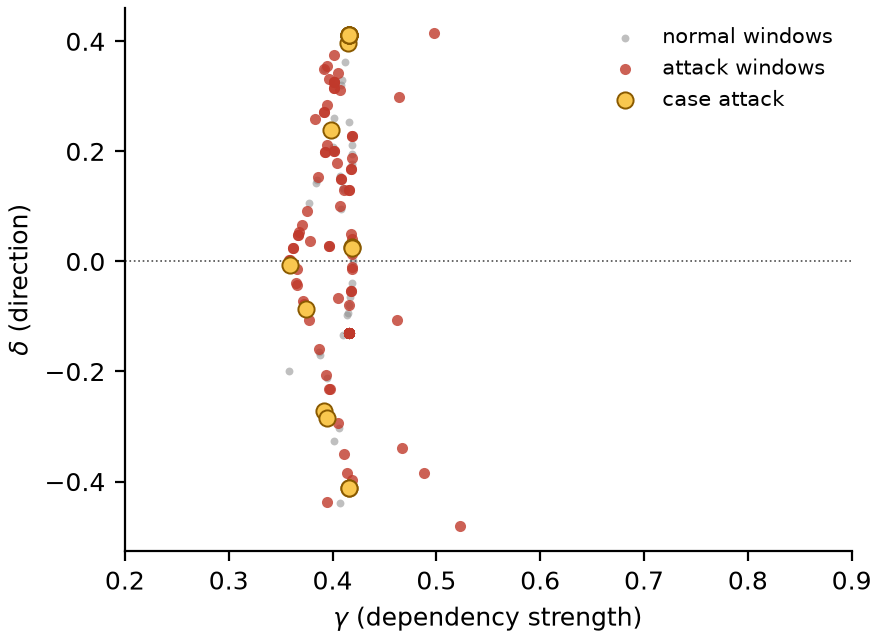 normal windows
attack windows
case attack
0.4
0.2
0.0
−0.2
−0.4
δ (direction)
0.2 0.3 0.4 0.5 0.6 0.7 0.8 0.9
γ (dependency strength)